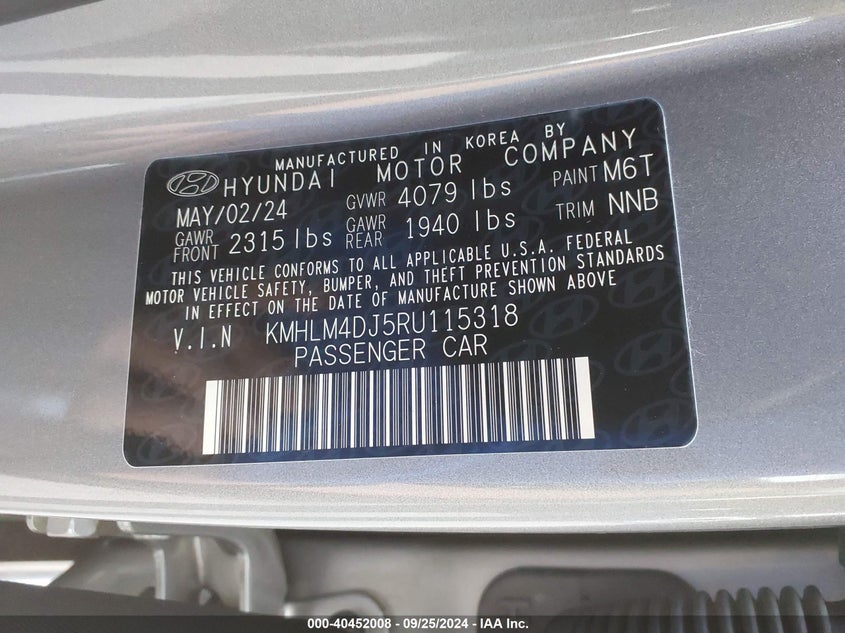 MANUFACTURED IN KOREA BY
HYUNDAI MOTOR COMPANY
MAY/02/24 GVWR 4079 lbs PAINT M6T
GAWR FRONT 2315 lbs GAWR REAR 1940 lbs TRIM NNB
THIS VEHICLE CONFORMS TO ALL APPLICABLE U.S.A. FEDERAL
MOTOR VEHICLE SAFETY, BUMPER, AND THEFT PREVENTION STANDARDS
IN EFFECT ON THE DATE OF MANUFACTURE SHOWN ABOVE
V.I.N KMHLM4DJ5RU115318
PASSENGER CAR
000-40452008 - 09/25/2024 - IAA Inc.